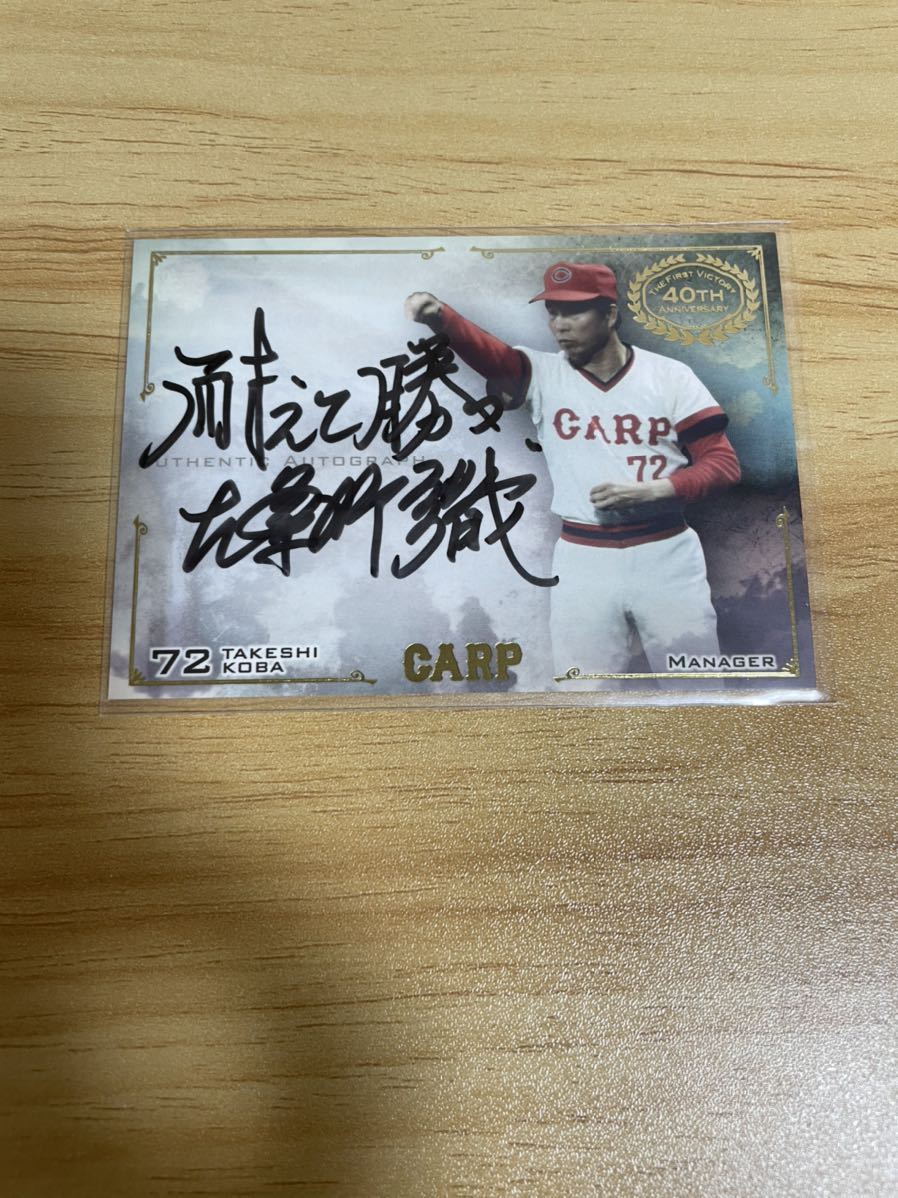 THE FIRST VICTORY
40TH
ANNIVERSARY
耐えて勝つ
AUTHENTIC AUTOGRAPH
古葉竹識
C
CARP
72
72 TAKESHI
KOBA
CARP
MANAGER